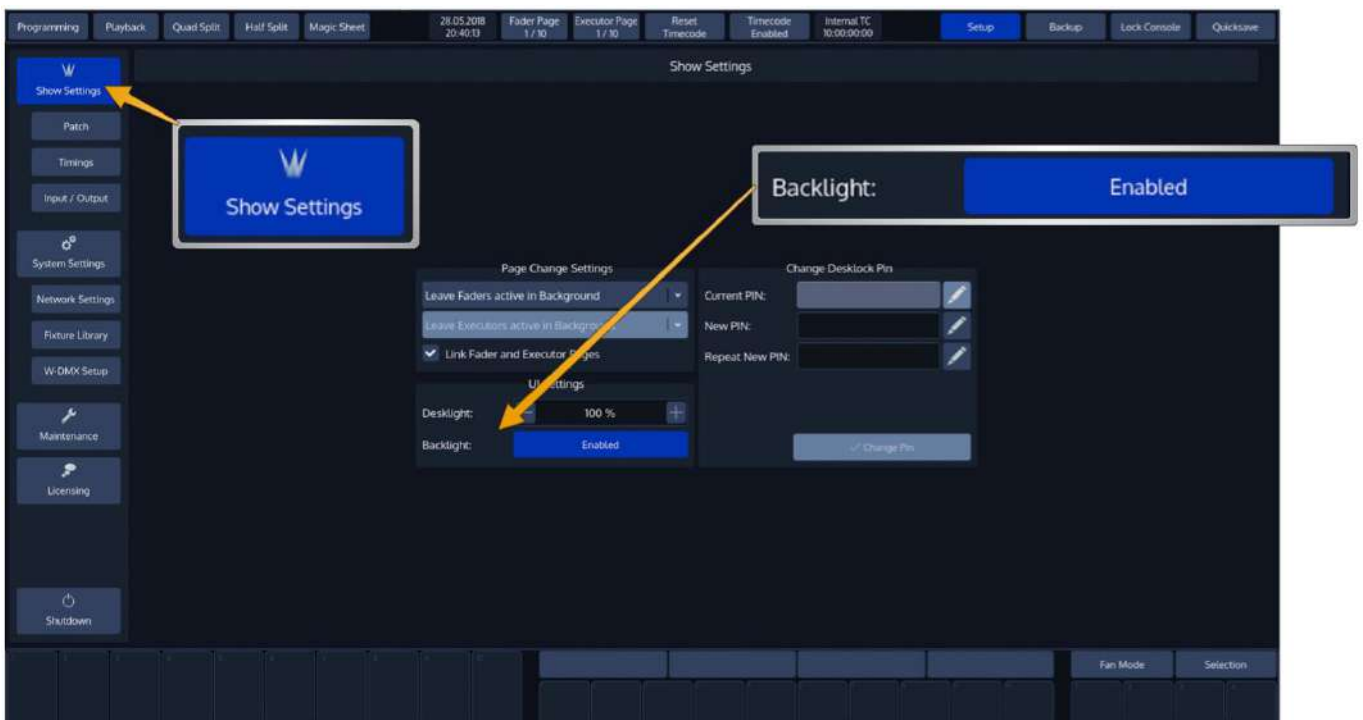 Programming
Playback
Quad Split
Half Split
Magic Sheet
28.05.2018
20:40:13
Fader Page
1 / 10
Executor Page
1 / 10
Reset
Timecode
Timecode
Enabled
Internal TC
10:00:00:00
Setup
Backup
Lock Console
Quicksave
Show Settings
Show Settings
Patch
Timings
Input / Output
System Settings
Network Settings
Fixture Library
W-DMX Setup
Maintenance
Licensing
Shutdown
Show Settings
Backlight:
Enabled
Page Change Settings
Leave Faders active in Background
Leave Executors active in
Link Fader and Executor Pages
Settings
Desklight:
100 %
Backlight:
Enabled
Change Desklock Pin
Current PIN:
New PIN:
Repeat New PIN:
Change Pin
Fan Mode
Selection